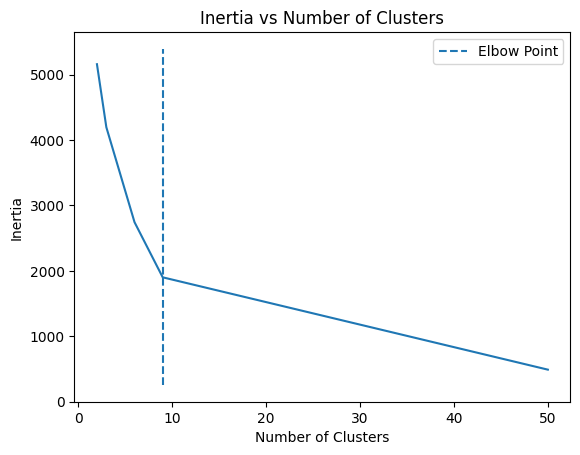 Inertia vs Number of Clusters
Elbow Point
5000
4000
3000
2000
1000
0
Inertia
0 10 20 30 40 50
Number of Clusters